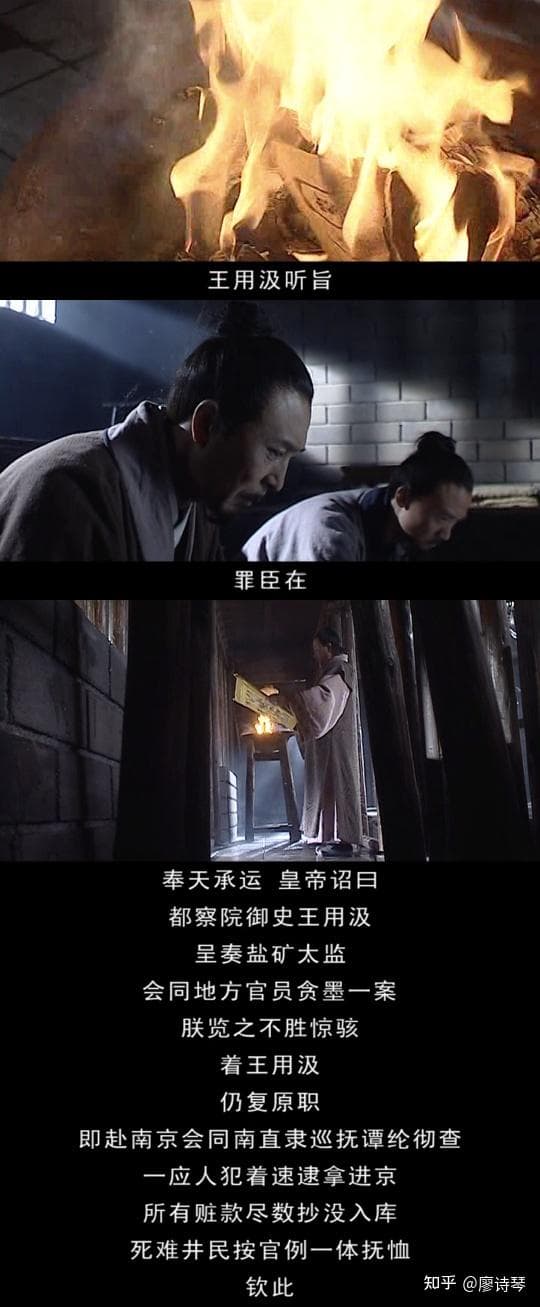 王用汲听旨
罪臣在
奉天承运 皇帝诏曰
都察院御史王用汲
呈奏盐矿太监
会同地方官员贪墨一案
朕览之不胜惊骇
着王用汲
仍复原职
即赴南京会同南直隶巡抚谭纶彻查
一应人犯着速逮拿进京
所有赃款尽数抄没入库
死难井民按官例一体抚恤
钦此
知乎 @廖诗琴